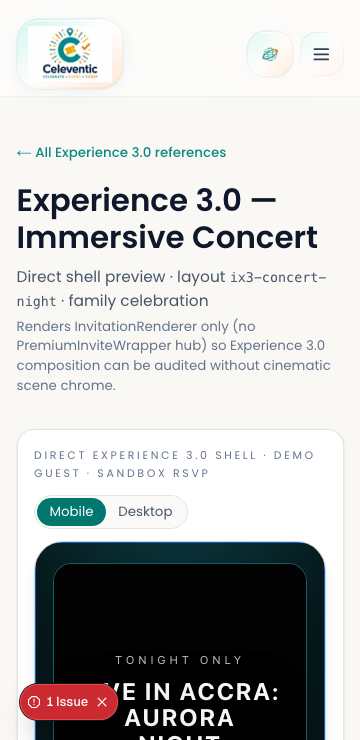 Celeventic
← All Experience 3.0 references
Experience 3.0 —
Immersive Concert
Direct shell preview · layout ix3-concert-
night · family celebration
Renders InvitationRenderer only (no
PremiumInviteWrapper hub) so Experience 3.0
composition can be audited without cinematic
scene chrome.
DIRECT EXPERIENCE 3.0 SHELL · DEMO
GUEST · SANDBOX RSVP
Mobile Desktop
TONIGHT ONLY
VE IN ACCRA:
AURORA
NIGHT
1 Issue